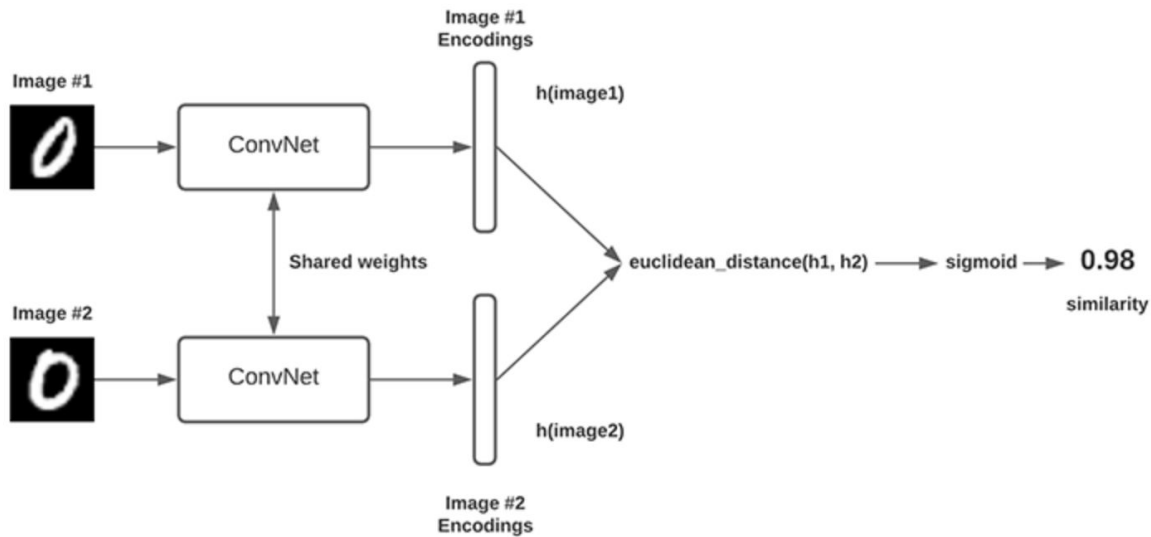 Image #1
Encodings
Image #1
h(image1)
ConvNet
Shared weights
euclidean_distance(h1, h2)
sigmoid
0.98
similarity
Image #2
ConvNet
h(image2)
Image #2
Encodings